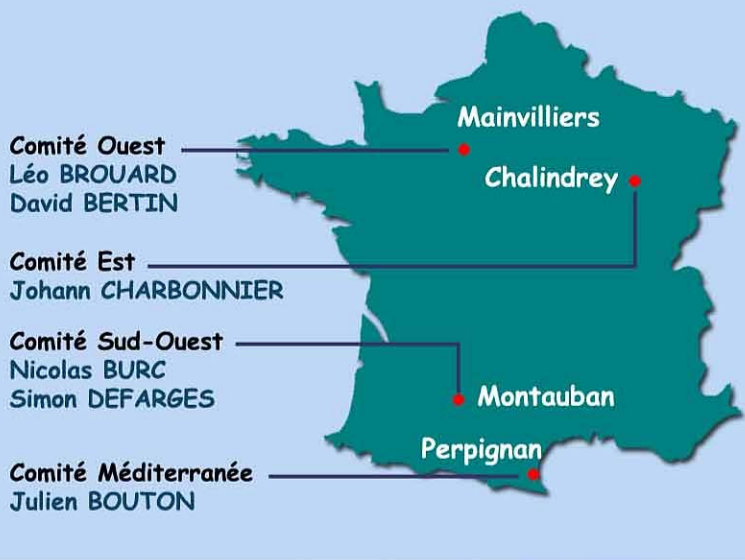 Mainvilliers
Comité Ouest
Léo BROUARD
David BERTIN
Chalindrey
Comité Est
Johann CHARBONNIER
Comité Sud-Ouest
Nicolas BURC
Simon DEFARGES
Montauban
Perpignan
Comité Méditerranée
Julien BOUTON